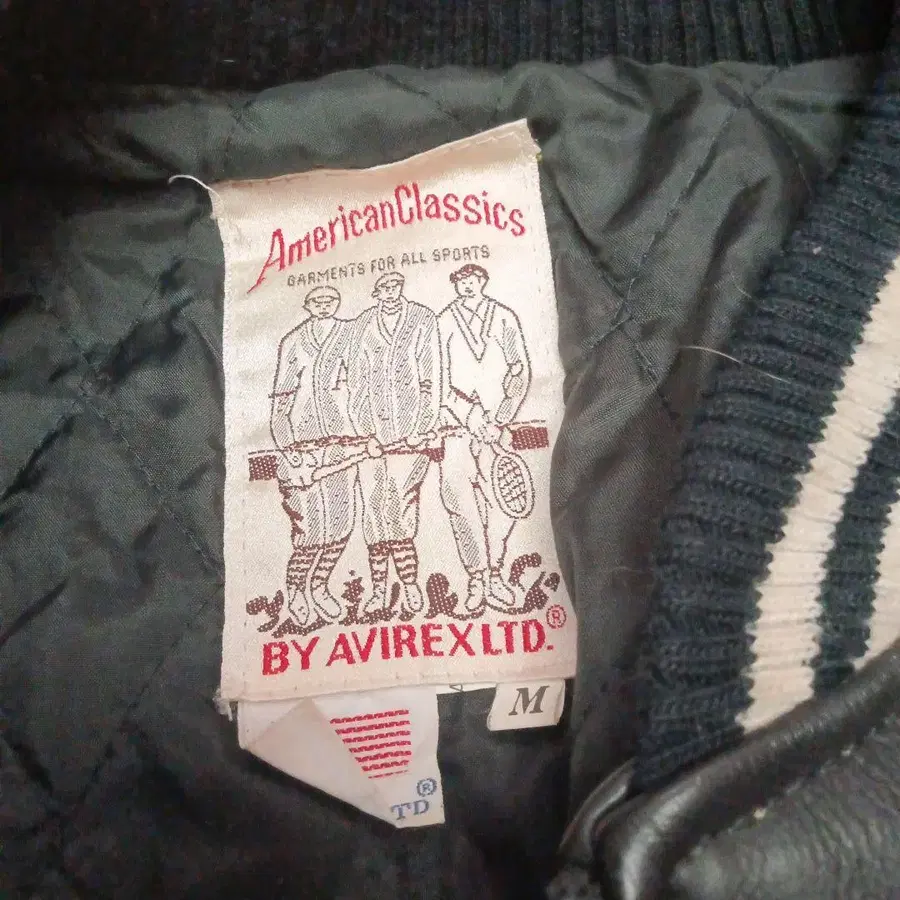 AmericanClassics
GARMENTS FOR ALL SPORTS
BY AVIREX LTD.®
M
®
TD